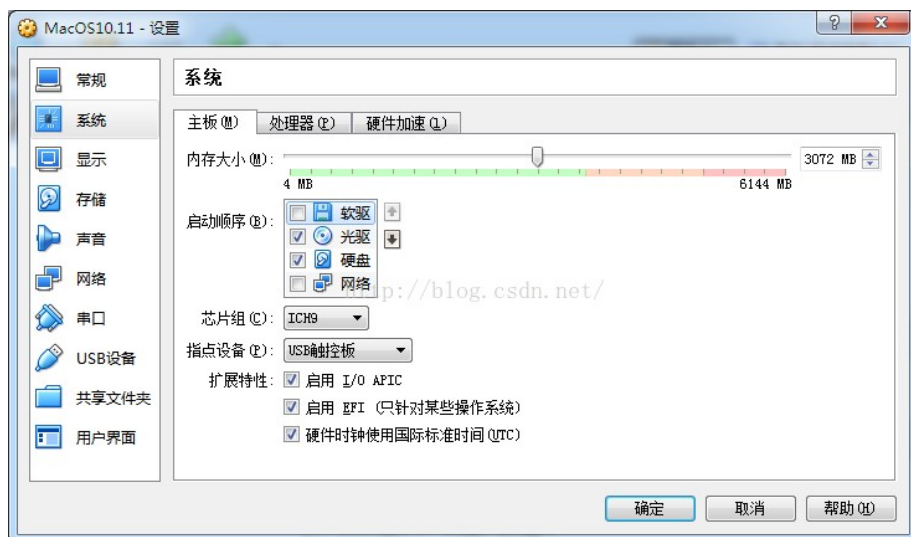 MacOS10.11 - 设置
常规
系统
显示
存储
声音
网络
串口
USB设备
共享文件夹
用户界面
系统
主板(M) 处理器(P) 硬件加速(L)
内存大小(M): 3072 MB
4 MB 6144 MB
启动顺序(B):
软驱
光驱
硬盘
网络
http://blog.csdn.net/
芯片组(C): ICH9
指点设备(P): USB触控板
扩展特性: 启用 I/O APIC
启用 EFI (只针对某些操作系统)
硬件时钟使用国际标准时间(UTC)
确定 取消 帮助(H)